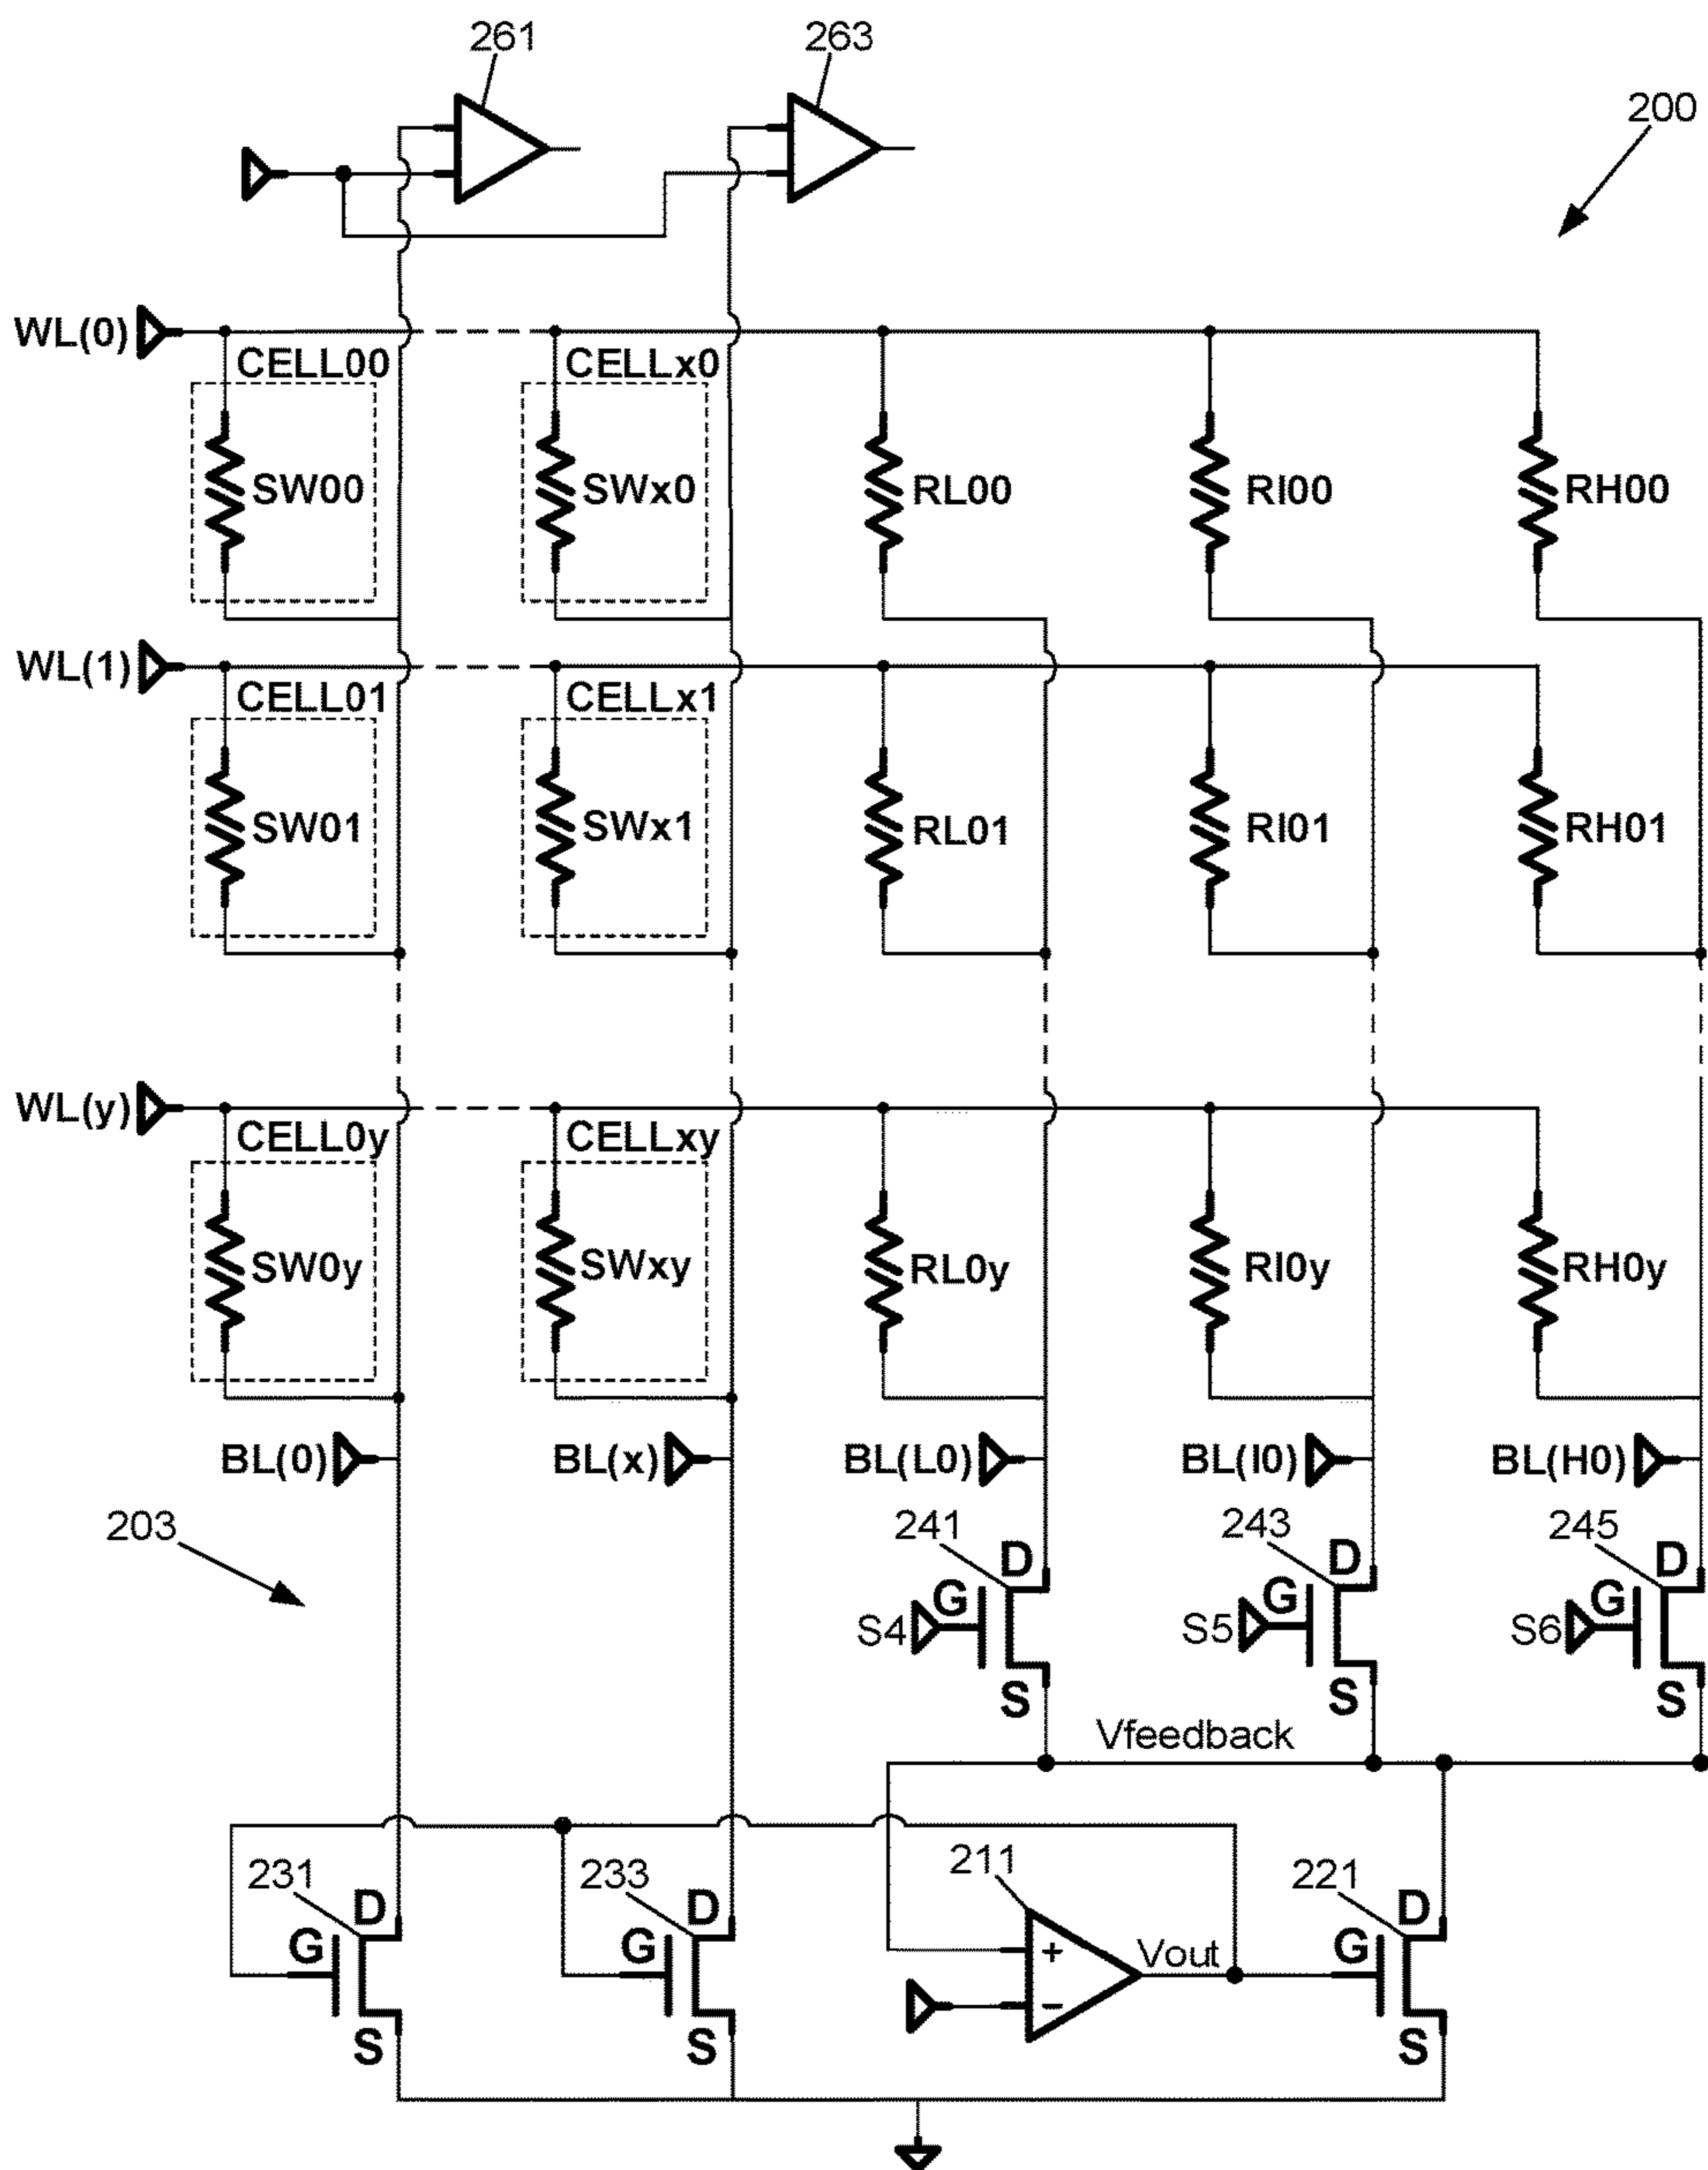 261
263
200
WL(0)
CELL00
CELLx0
SW00
SWx0
RL00
RI00
RH00
WL(1)
CELL01
CELLx1
SW01
SWx1
RL01
RI01
RH01
WL(y)
CELL0y
CELLxy
SW0y
SWxy
RL0y
RI0y
RH0y
BL(0)
BL(x)
BL(L0)
BL(I0)
BL(H0)
203
241
243
245
D
D
D
G
G
G
S4
S5
S6
S
S
S
Vfeedback
231
233
211
221
D
D
D
G
G
+
Vout
G
−
S
S
S